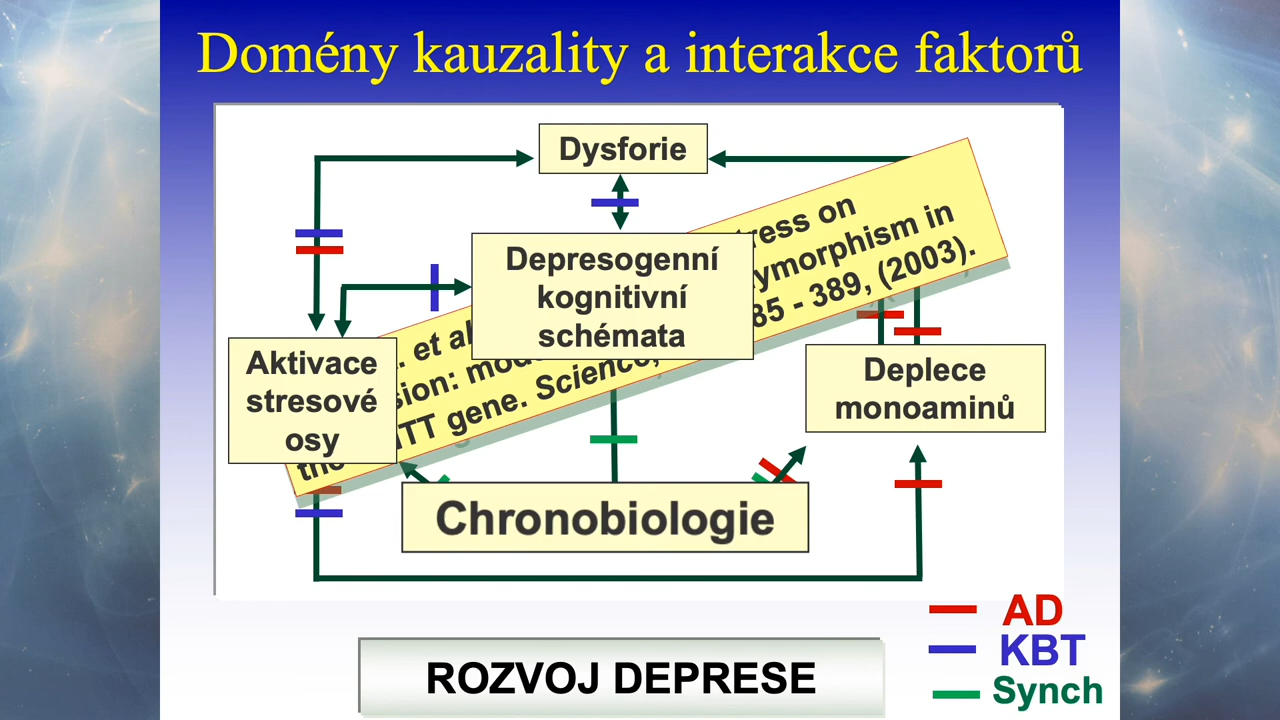 Domény kauzality a interakce faktorů
Dysforie
Depresogenní
kognitivní
schémata
Aktivace
stresové
osy
Deplece
monoaminů
Chronobiologie
. et al
ress on
sion: mod
ymorphism in
the
TT gene. Science,
85 - 389, (2003).
ROZVOJ DEPRESE
AD
KBT
Synch